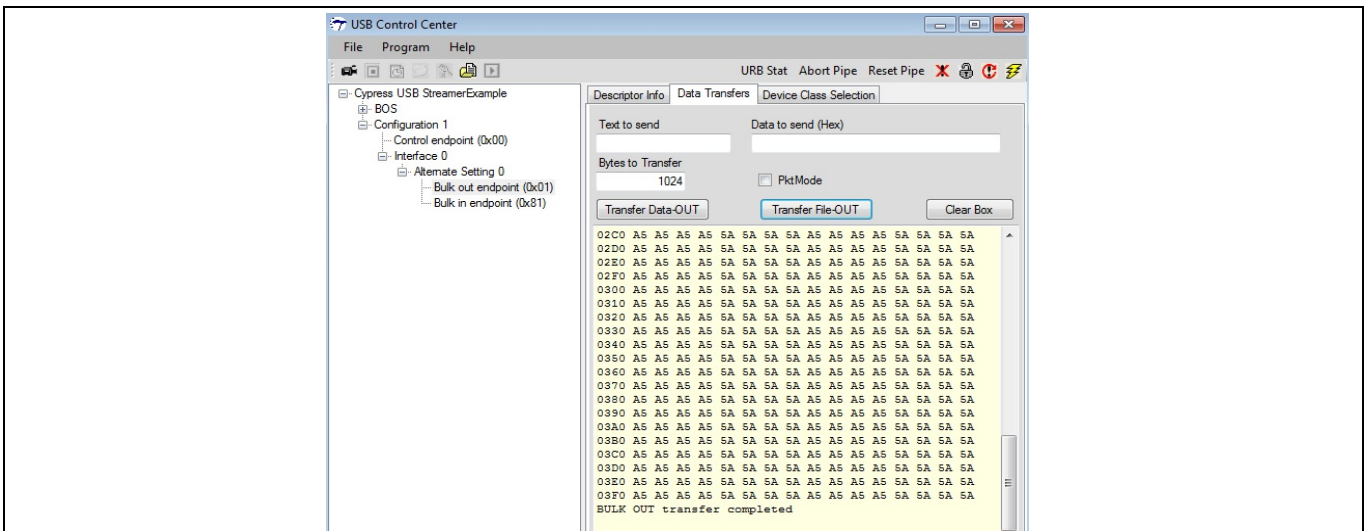 USB Control Center
File Program Help
URB Stat Abort Pipe Reset Pipe
Cypress USB StreamerExample
BOS
Configuration 1
Control endpoint (0x00)
Interface 0
Alternate Setting 0
Bulk out endpoint (0x01)
Bulk in endpoint (0x81)
Descriptor Info Data Transfers Device Class Selection
Text to send Data to send (Hex)
Bytes to Transfer
1024 PktMode
Transfer Data-OUT Transfer File-OUT Clear Box
02C0 A5 A5 A5 A5 5A 5A 5A 5A A5 A5 A5 A5 5A 5A 5A 5A
02D0 A5 A5 A5 A5 5A 5A 5A 5A A5 A5 A5 A5 5A 5A 5A 5A
02E0 A5 A5 A5 A5 5A 5A 5A 5A A5 A5 A5 A5 5A 5A 5A 5A
02F0 A5 A5 A5 A5 5A 5A 5A 5A A5 A5 A5 A5 5A 5A 5A 5A
0300 A5 A5 A5 A5 5A 5A 5A 5A A5 A5 A5 A5 5A 5A 5A 5A
0310 A5 A5 A5 A5 5A 5A 5A 5A A5 A5 A5 A5 5A 5A 5A 5A
0320 A5 A5 A5 A5 5A 5A 5A 5A A5 A5 A5 A5 5A 5A 5A 5A
0330 A5 A5 A5 A5 5A 5A 5A 5A A5 A5 A5 A5 5A 5A 5A 5A
0340 A5 A5 A5 A5 5A 5A 5A 5A A5 A5 A5 A5 5A 5A 5A 5A
0350 A5 A5 A5 A5 5A 5A 5A 5A A5 A5 A5 A5 5A 5A 5A 5A
0360 A5 A5 A5 A5 5A 5A 5A 5A A5 A5 A5 A5 5A 5A 5A 5A
0370 A5 A5 A5 A5 5A 5A 5A 5A A5 A5 A5 A5 5A 5A 5A 5A
0380 A5 A5 A5 A5 5A 5A 5A 5A A5 A5 A5 A5 5A 5A 5A 5A
0390 A5 A5 A5 A5 5A 5A 5A 5A A5 A5 A5 A5 5A 5A 5A 5A
03A0 A5 A5 A5 A5 5A 5A 5A 5A A5 A5 A5 A5 5A 5A 5A 5A
03B0 A5 A5 A5 A5 5A 5A 5A 5A A5 A5 A5 A5 5A 5A 5A 5A
03C0 A5 A5 A5 A5 5A 5A 5A 5A A5 A5 A5 A5 5A 5A 5A 5A
03D0 A5 A5 A5 A5 5A 5A 5A 5A A5 A5 A5 A5 5A 5A 5A 5A
03E0 A5 A5 A5 A5 5A 5A 5A 5A A5 A5 A5 A5 5A 5A 5A 5A
03F0 A5 A5 A5 A5 5A 5A 5A 5A A5 A5 A5 A5 5A 5A 5A 5A
BULK OUT transfer completed